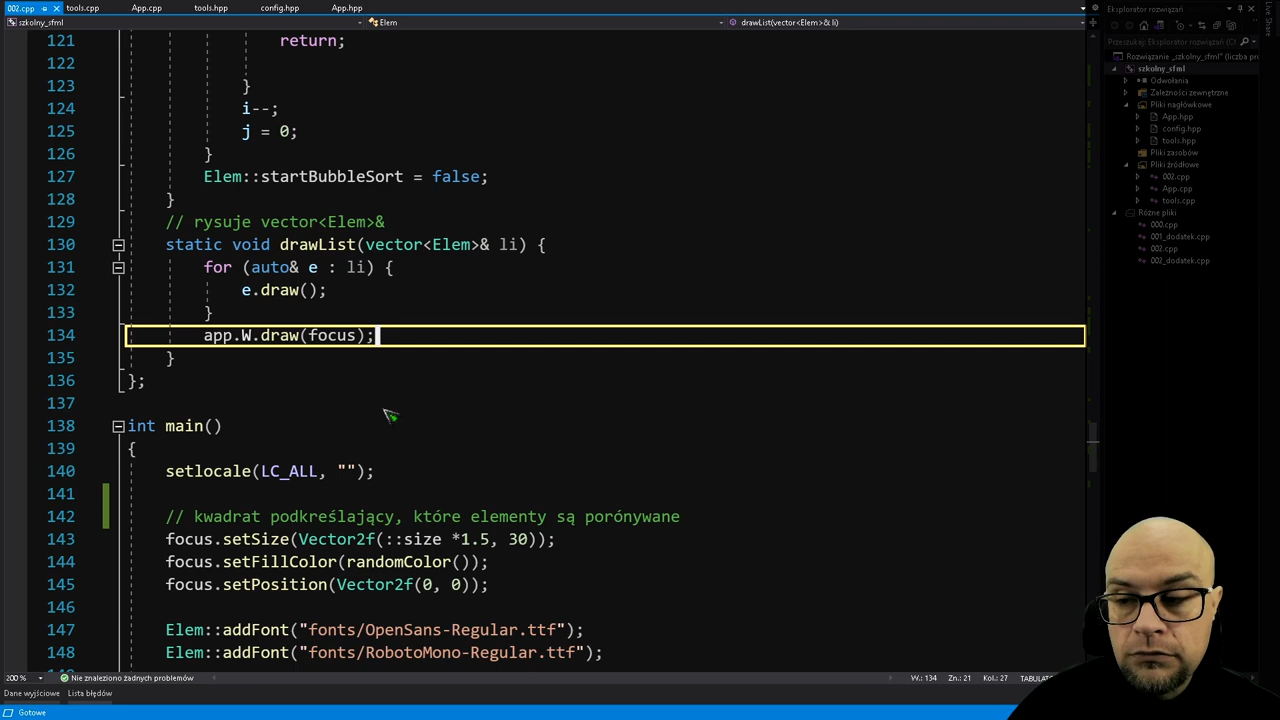 002.cpp
tools.cpp
App.cpp
tools.hpp
config.hpp
App.hpp
szkolny_sfml
Elem
drawList(vector<Elem>& li)
121 return;
122
123 }
124 i--;
125 j = 0;
126 }
127 Elem::startBubbleSort = false;
128 }
129 // rysuje vector<Elem>&
130 static void drawList(vector<Elem>& li) {
131 for (auto& e : li) {
132 e.draw();
133 }
134 app.W.draw(focus);
135 }
136 };
137
138 int main()
139 {
140 setlocale(LC_ALL, "");
141
142 // kwadrat podkreślający, które elementy są porónywane
143 focus.setSize(Vector2f(::size *1.5, 30));
144 focus.setFillColor(randomColor());
145 focus.setPosition(Vector2f(0, 0));
146
147 Elem::addFont("fonts/OpenSans-Regular.ttf");
148 Elem::addFont("fonts/RobotoMono-Regular.ttf");
200 %
Nie znaleziono żadnych problemów
W.: 134
Zn.: 21
Kol.: 27
TABULATO
Dane wyjściowe
Lista błędów
Gotowe
Eksplorator rozwiązań
Przeszukaj: Eksplorator rozwiązań (
Rozwiązanie „szkolny_sfml" (liczba pro
szkolny_sfml
Odwołania
Zależności zewnętrzne
Pliki nagłówkowe
App.hpp
config.hpp
tools.hpp
Pliki zasobów
Pliki źródłowe
002.cpp
App.cpp
tools.cpp
Różne pliki
000.cpp
001_dodatek.cpp
002.cpp
002_dodatek.cpp
Live Share